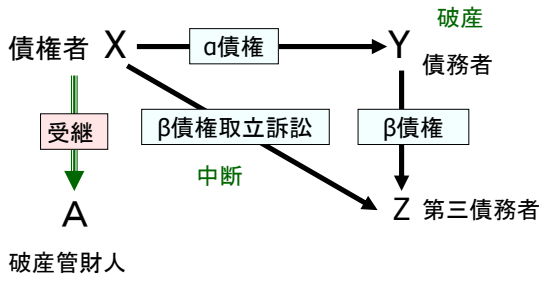 破産
債権者 X
α債権
Y
債務者
受継
β債権取立訴訟
β債権
中断
A
Z 第三債務者
破産管財人